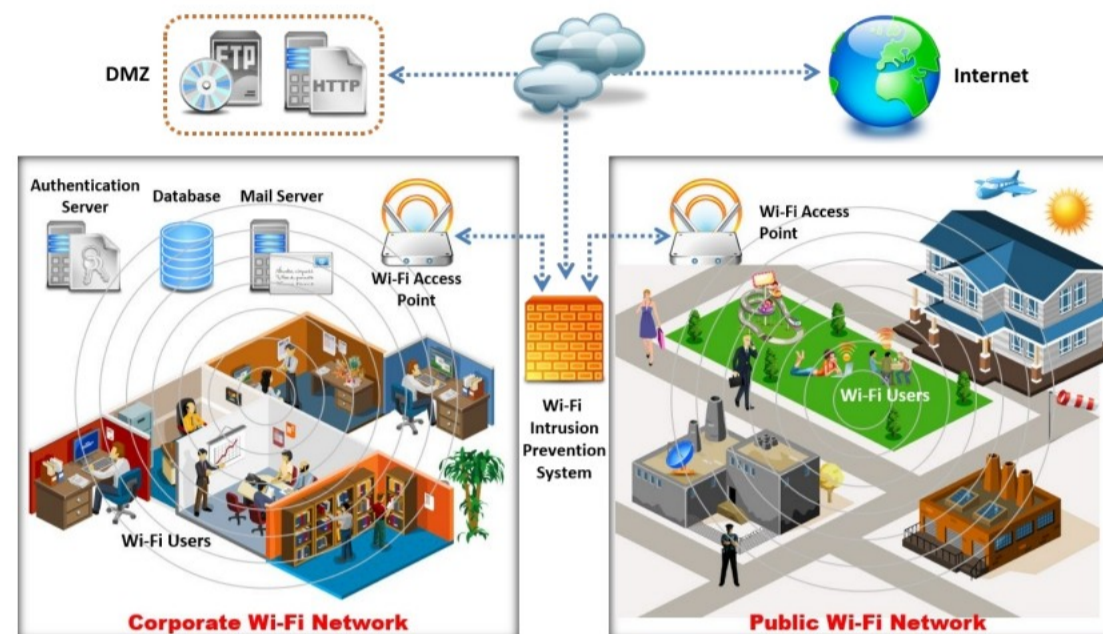 DMZ
FTP
HTTP
Internet
Authentication
Server
Database
Mail Server
Wi-Fi Access
Point
Wi-Fi Users
Corporate Wi-Fi Network
Wi-Fi
Intrusion
Prevention
System
Wi-Fi Access
Point
Wi-Fi Users
Public Wi-Fi Network